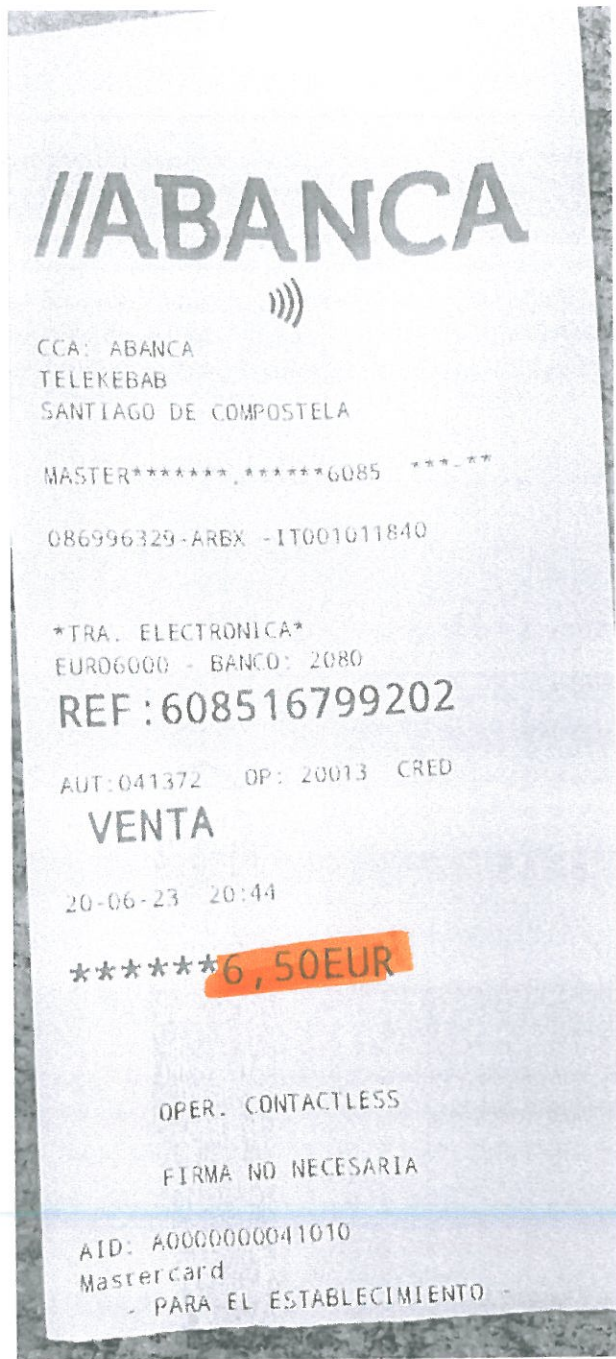 //ABANCA
CCA: ABANCA
TELEKEBAB
SANTIAGO DE COMPOSTELA
MASTER*******.******6085 ***-**
086996329-ARBX -IT001011840
*TRA. ELECTRONICA*
EURO6000 - BANCO: 2080
REF:608516799202
AUT:041372 OP: 20013 CRED
VENTA
20-06-23 20:44
******6,50EUR
OPER. CONTACTLESS
FIRMA NO NECESARIA
AID: A0000000041010
Mastercard
- PARA EL ESTABLECIMIENTO -